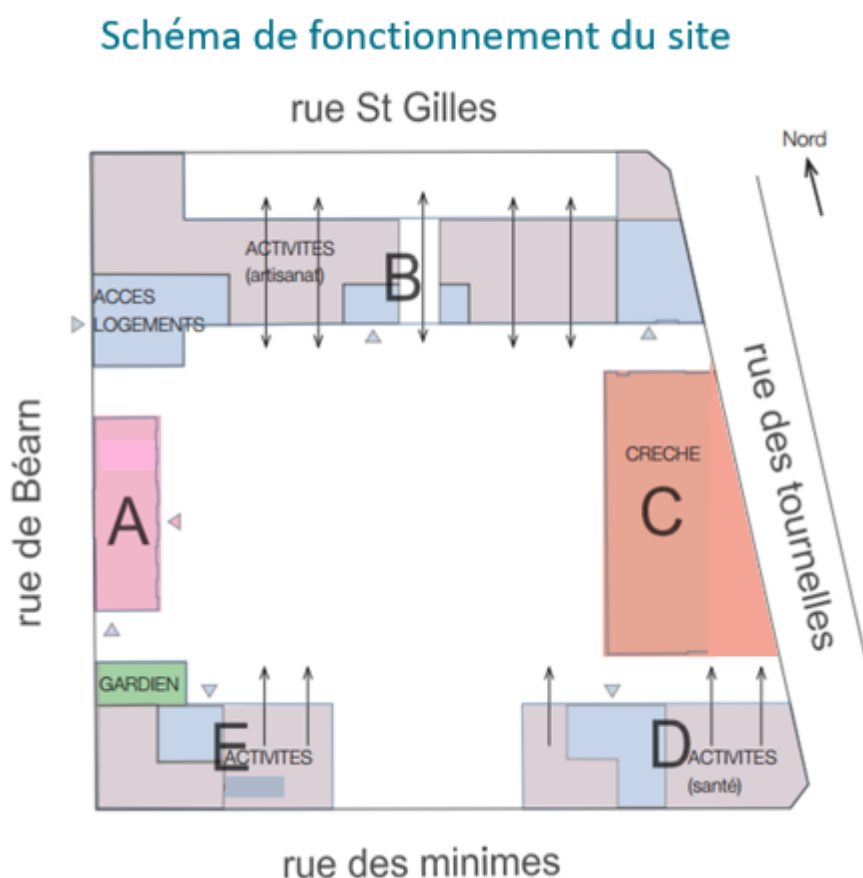 Schéma de fonctionnement du site
rue St Gilles
Nord
ACTIVITES
(artisanat)
B
ACCES
LOGEMENTS
rue de Béarn
A
CRECHE
C
rue des tournelles
GARDIEN
E
ACTIVITES
D
ACTIVITES
(santé)
rue des minimes